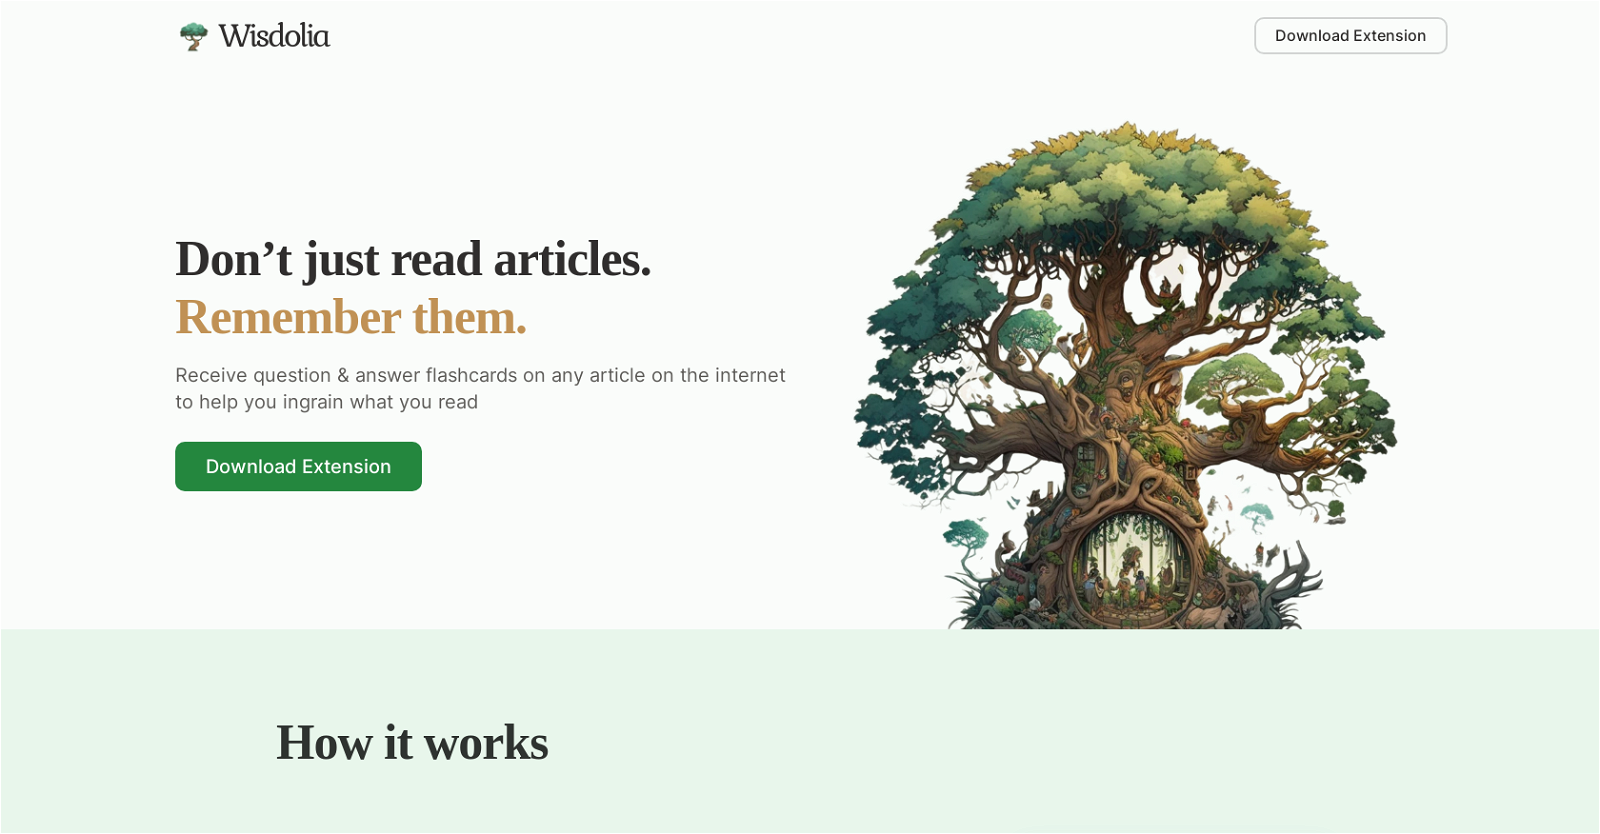 Wisdolia
Download Extension
Don’t just read articles.
Remember them.
Receive question & answer flashcards on any article on the internet
to help you ingrain what you read
Download Extension
How it works